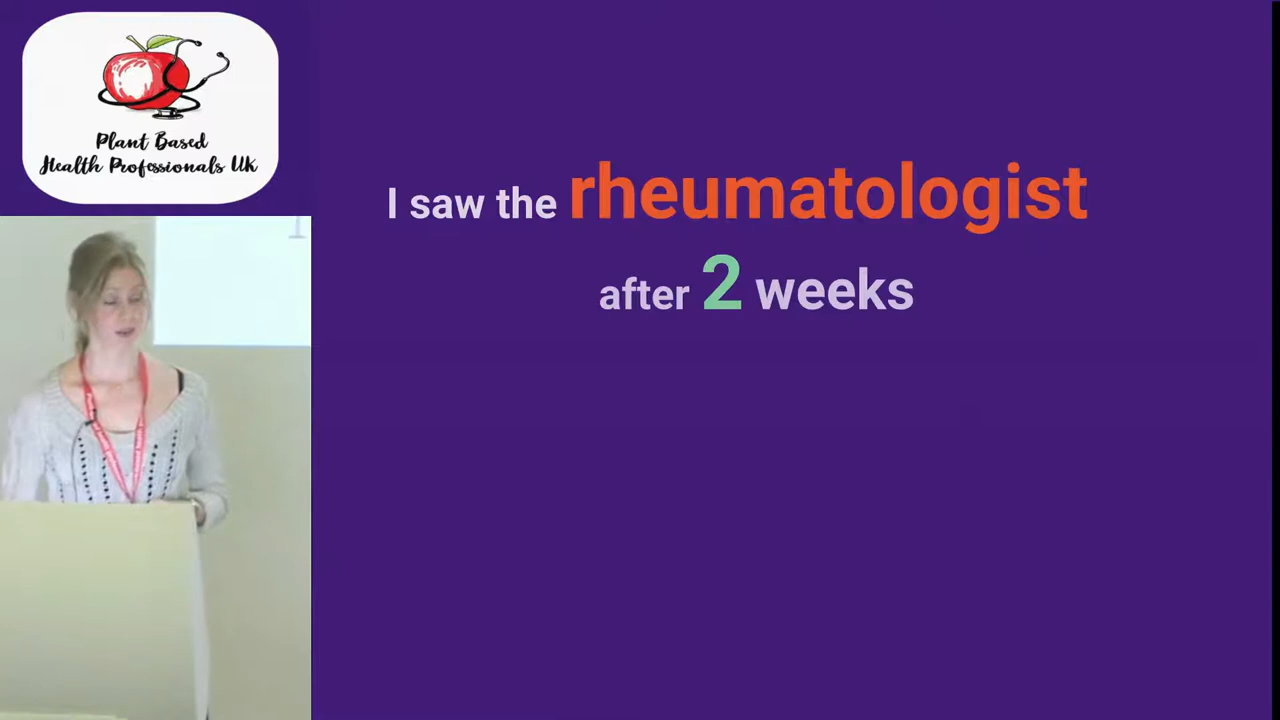 Plant Based
Health Professionals UK
I saw the rheumatologist
after 2 weeks